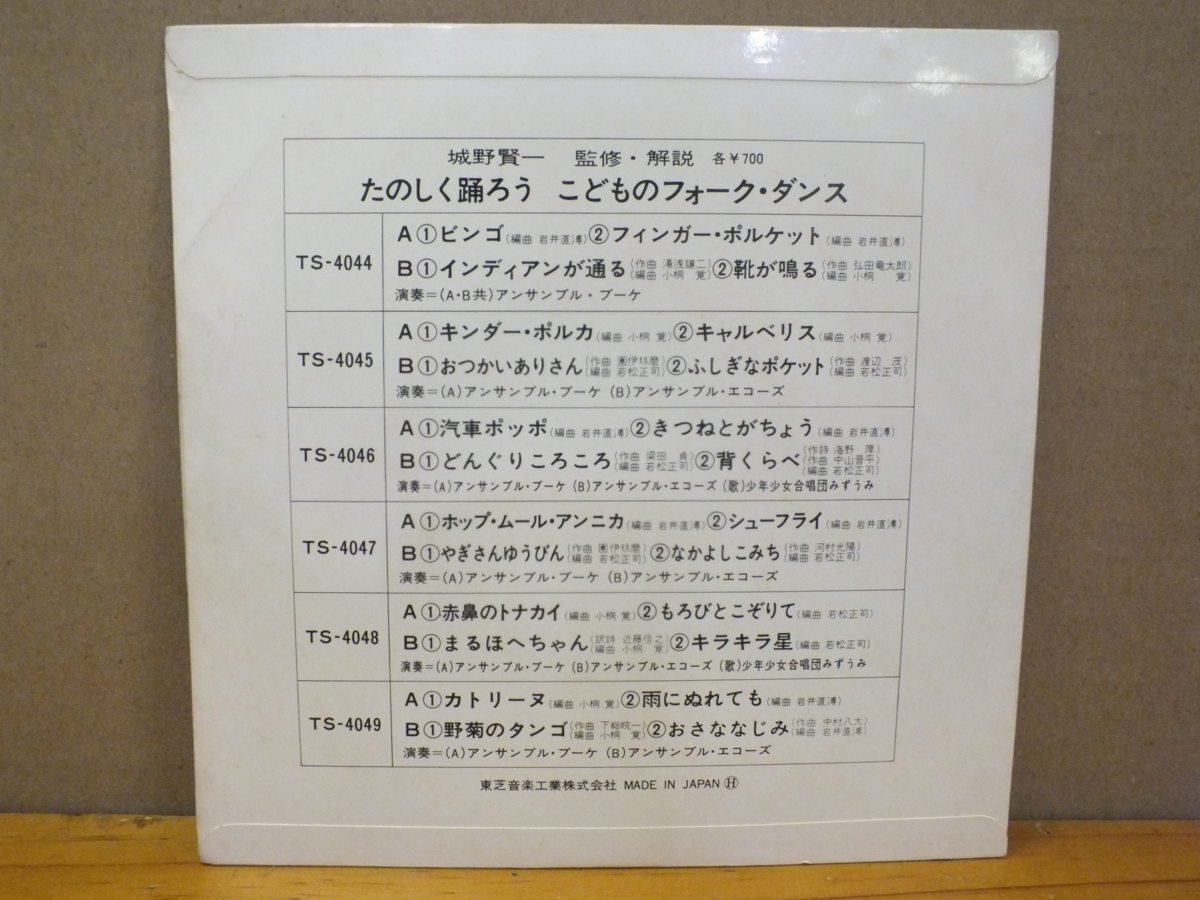 城野賢一 監修・解説 各￥700
たのしく踊ろう こどものフォーク・ダンス
TS-4044
A①ビンゴ(編曲 岩井直溥)②フィンガー・ポルケット(編曲 岩井直溥)
B①インディアンが通る(作曲 湯浅譲二 編曲 小桐 覚)②靴が鳴る(作曲 弘田竜太郎 編曲 小桐 覚)
演奏=(A・B共)アンサンブル・ブーケ
TS-4045
A①キンダー・ポルカ(編曲 小桐 覚)②キャルベリス(編曲 小桐 覚)
B①おつかいありさん(作曲 團伊玖磨 編曲 若松正司)②ふしぎなポケット(作曲 渡辺 茂 編曲 若松正司)
演奏=(A)アンサンブル・ブーケ (B)アンサンブル・エコーズ
TS-4046
A①汽車ポッポ(編曲 岩井直溥)②きつねとがちょう(編曲 岩井直溥)
B①どんぐりころころ(作曲 梁田 貞 編曲 若松正司)②背くらべ(作詩 海野 厚 作曲 中山晋平 編曲 若松正司)
演奏=(A)アンサンブル・ブーケ (B)アンサンブル・エコーズ (歌)少年少女合唱団みずうみ
TS-4047
A①ホップ・ムール・アンニカ(編曲 岩井直溥)②シューフライ(編曲 岩井直溥)
B①やぎさんゆうびん(作曲 團伊玖磨 編曲 若松正司)②なかよしこみち(作曲 河村光陽 編曲 若松正司)
演奏=(A)アンサンブル・ブーケ (B)アンサンブル・エコーズ
TS-4048
A①赤鼻のトナカイ(編曲 小桐 覚)②もろびとこぞりて(編曲 若松正司)
B①まるほへちゃん(訳詩 近藤信之 編曲 小桐 覚)②キラキラ星(編曲 若松正司)
演奏=(A)アンサンブル・ブーケ (B)アンサンブル・エコーズ (歌)少年少女合唱団みずうみ
TS-4049
A①カトリーヌ(編曲 小桐 覚)②雨にぬれても(編曲 岩井直溥)
B①野菊のタンゴ(作曲 下総皖一 編曲 小桐 覚)②おさななじみ(作曲 中村八大 編曲 岩井直溥)
演奏=(A)アンサンブル・ブーケ (B)アンサンブル・エコーズ
東芝音楽工業株式会社 MADE IN JAPAN Ⓗ